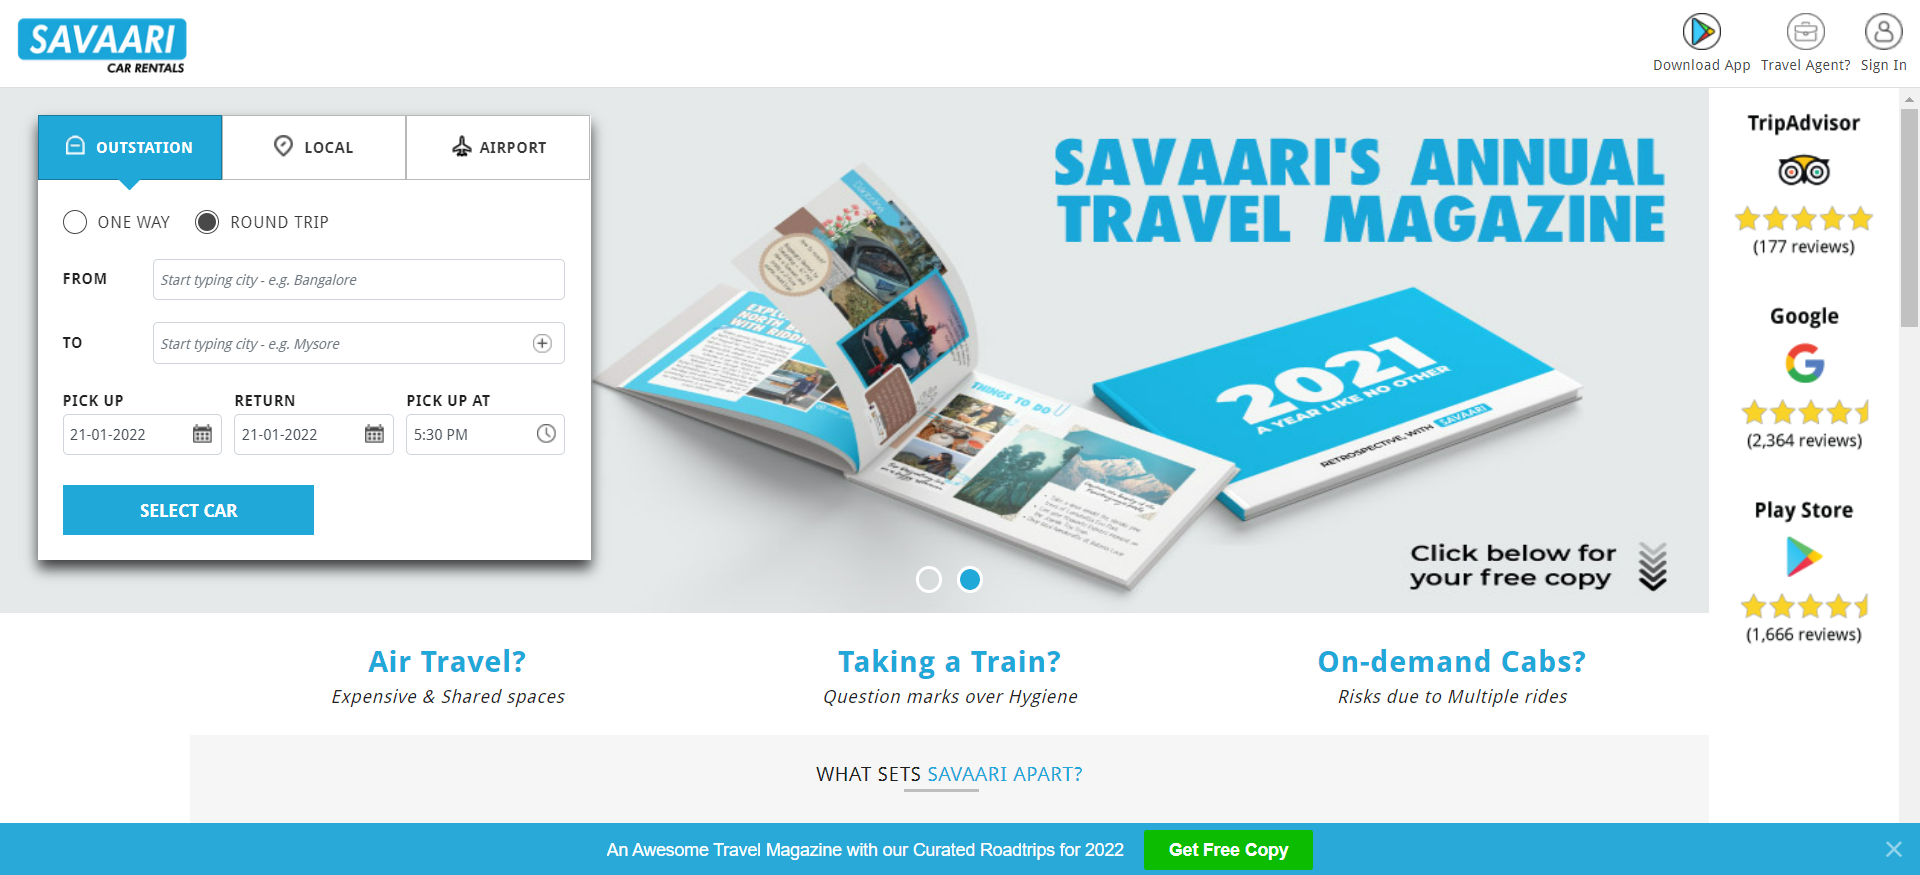 SAVAARI
CAR RENTALS
Download App
Travel Agent?
Sign In
OUTSTATION
LOCAL
AIRPORT
ONE WAY
ROUND TRIP
FROM
Start typing city - e.g. Bangalore
TO
Start typing city - e.g. Mysore
PICK UP
RETURN
PICK UP AT
21-01-2022
21-01-2022
5:30 PM
SELECT CAR
SAVAARI'S ANNUAL
TRAVEL MAGAZINE
THINGS TO DO
2021
A YEAR LIKE NO OTHER
RETROSPECTIVE, WITH SAVAARI
Click below for
your free copy
TripAdvisor
(177 reviews)
Google
(2,364 reviews)
Play Store
(1,666 reviews)
Air Travel?
Expensive & Shared spaces
Taking a Train?
Question marks over Hygiene
On-demand Cabs?
Risks due to Multiple rides
WHAT SETS SAVAARI APART?
An Awesome Travel Magazine with our Curated Roadtrips for 2022
Get Free Copy